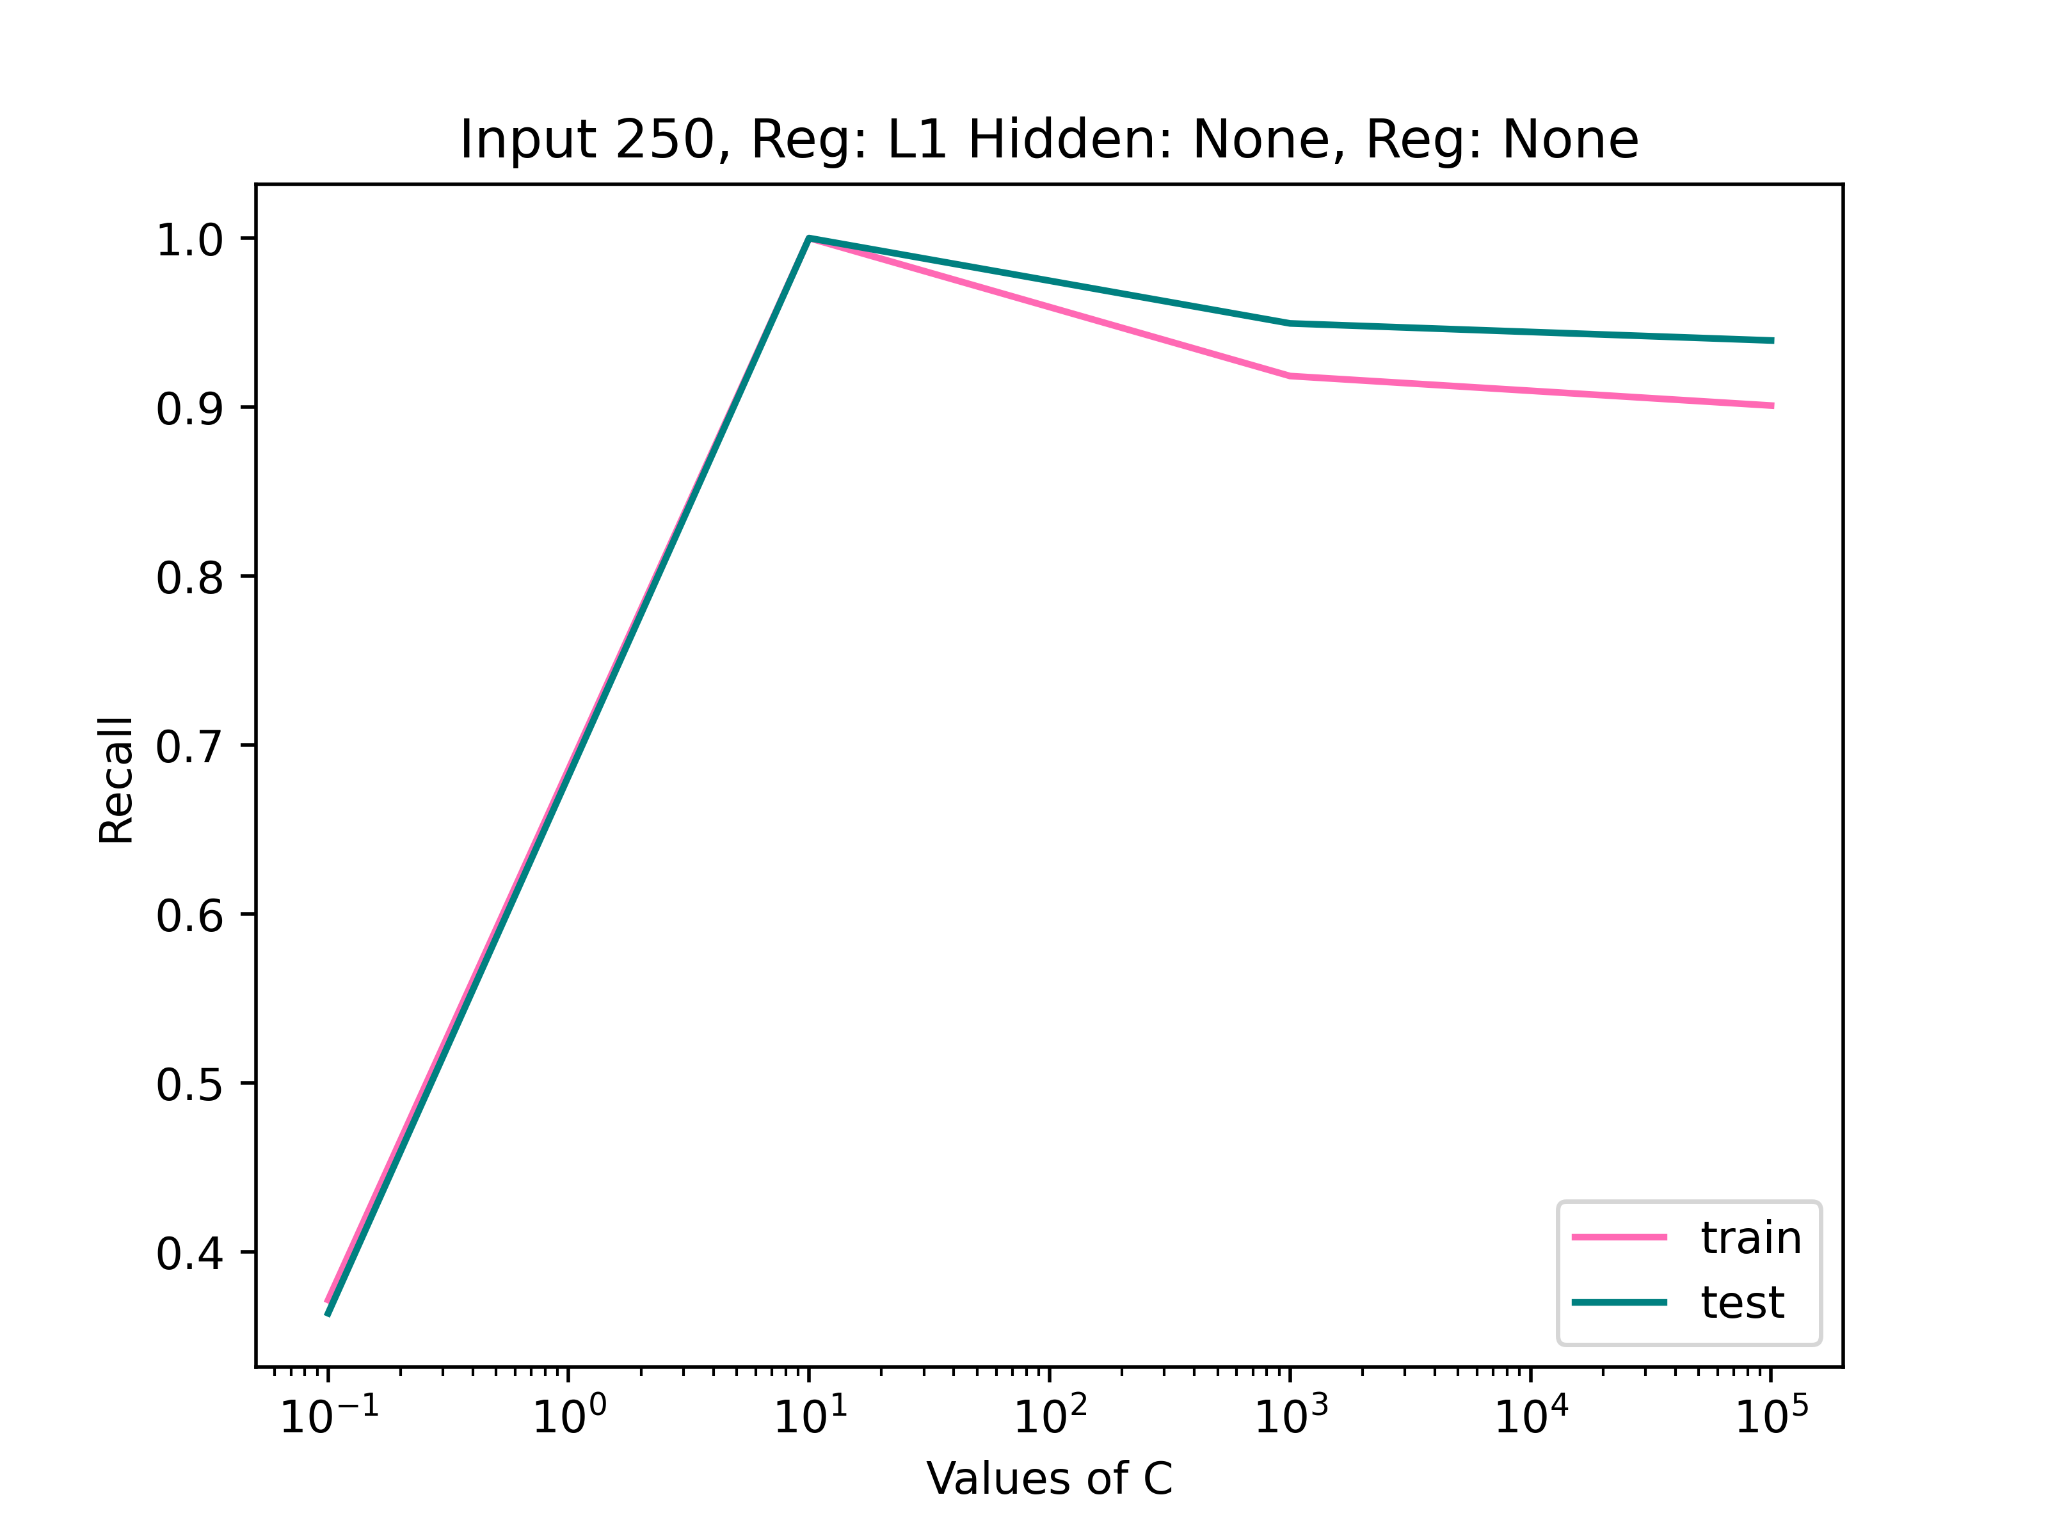 Input 250, Reg: L1 Hidden: None, Reg: None
1.0
0.9
0.8
0.7
0.6
0.5
0.4
Recall
10⁻¹ 10⁰ 10¹ 10² 10³ 10⁴ 10⁵
Values of C
train
test